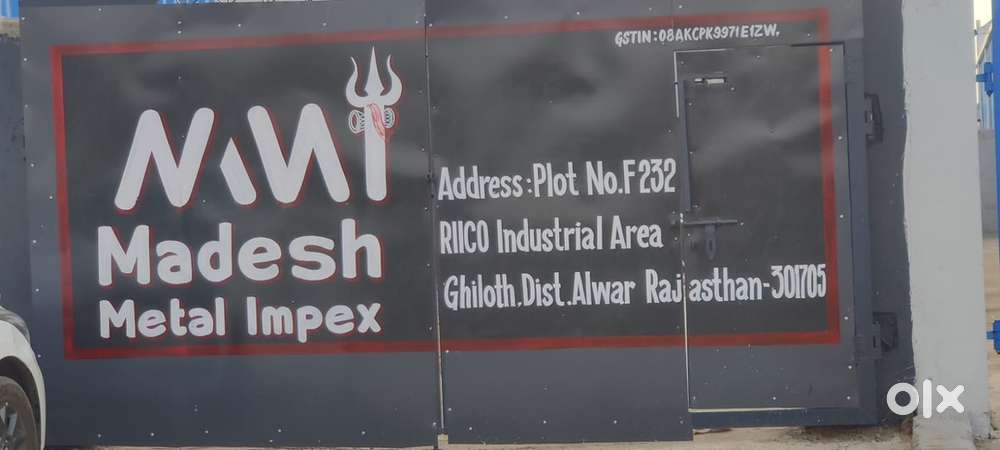 GSTIN:08AKCPK9971E1ZW.
MMI
Madesh
Metal Impex
Address:Plot No.F232
RIICO Industrial Area
Ghiloth,Dist.Alwar Rajasthan-301705
olx